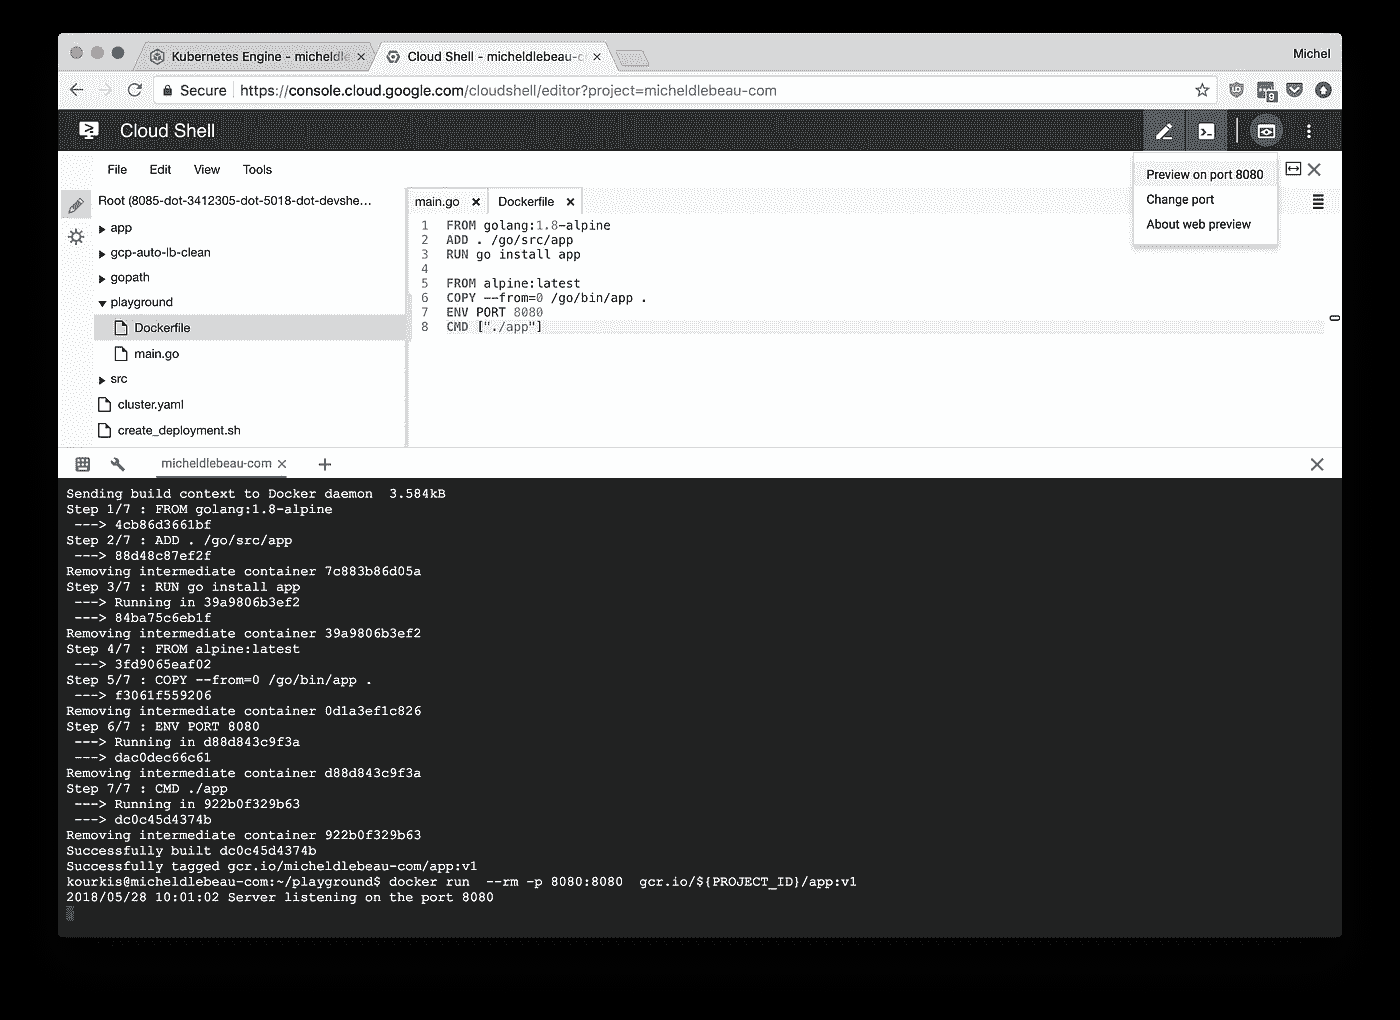 Kubernetes Engine - micheldle
Cloud Shell - micheldlebeau-c
Michel
Secure
https://console.cloud.google.com/cloudshell/editor?project=micheldlebeau-com
9
Cloud Shell
File Edit View Tools
Preview on port 8080
Change port
About web preview
Root (8085-dot-3412305-dot-5018-dot-devshe...
app
gcp-auto-lb-clean
gopath
playground
Dockerfile
main.go
src
cluster.yaml
create_deployment.sh
main.go
Dockerfile
1 FROM golang:1.8-alpine
2 ADD . /go/src/app
3 RUN go install app
4
5 FROM alpine:latest
6 COPY --from=0 /go/bin/app .
7 ENV PORT 8080
8 CMD ["./app"]
micheldlebeau-com
Sending build context to Docker daemon  3.584kB
Step 1/7 : FROM golang:1.8-alpine
---> 4cb86d3661bf
Step 2/7 : ADD . /go/src/app
---> 88d48c87ef2f
Removing intermediate container 7c883b86d05a
Step 3/7 : RUN go install app
---> Running in 39a9806b3ef2
---> 84ba75c6eb1f
Removing intermediate container 39a9806b3ef2
Step 4/7 : FROM alpine:latest
---> 3fd9065eaf02
Step 5/7 : COPY --from=0 /go/bin/app .
---> f3061f559206
Removing intermediate container 0d1a3ef1c826
Step 6/7 : ENV PORT 8080
---> Running in d88d843c9f3a
---> dac0dec66c61
Removing intermediate container d88d843c9f3a
Step 7/7 : CMD ./app
---> Running in 922b0f329b63
---> dc0c45d4374b
Removing intermediate container 922b0f329b63
Successfully built dc0c45d4374b
Successfully tagged gcr.io/micheldlebeau-com/app:v1
kourkis@micheldlebeau-com:~/playground$ docker run  --rm -p 8080:8080  gcr.io/${PROJECT_ID}/app:v1
2018/05/28 10:01:02 Server listening on the port 8080